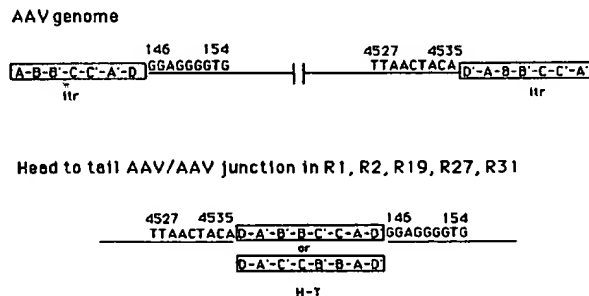 AAV genome
146 154 4527 4535
A-B-B'-C-C'-A'-D GGAGGGGTG TTAACTACA D'-A-B-B'-C-C'-A'
itr itr
Head to tail AAV/AAV junction in R1, R2, R19, R27, R31
4527 4535 146 154
TTAACTACA D-A'-B'-B-C'-C-A-D' GGAGGGGTG
or
D-A'-C'-C-B'-B-A-D'
H-T